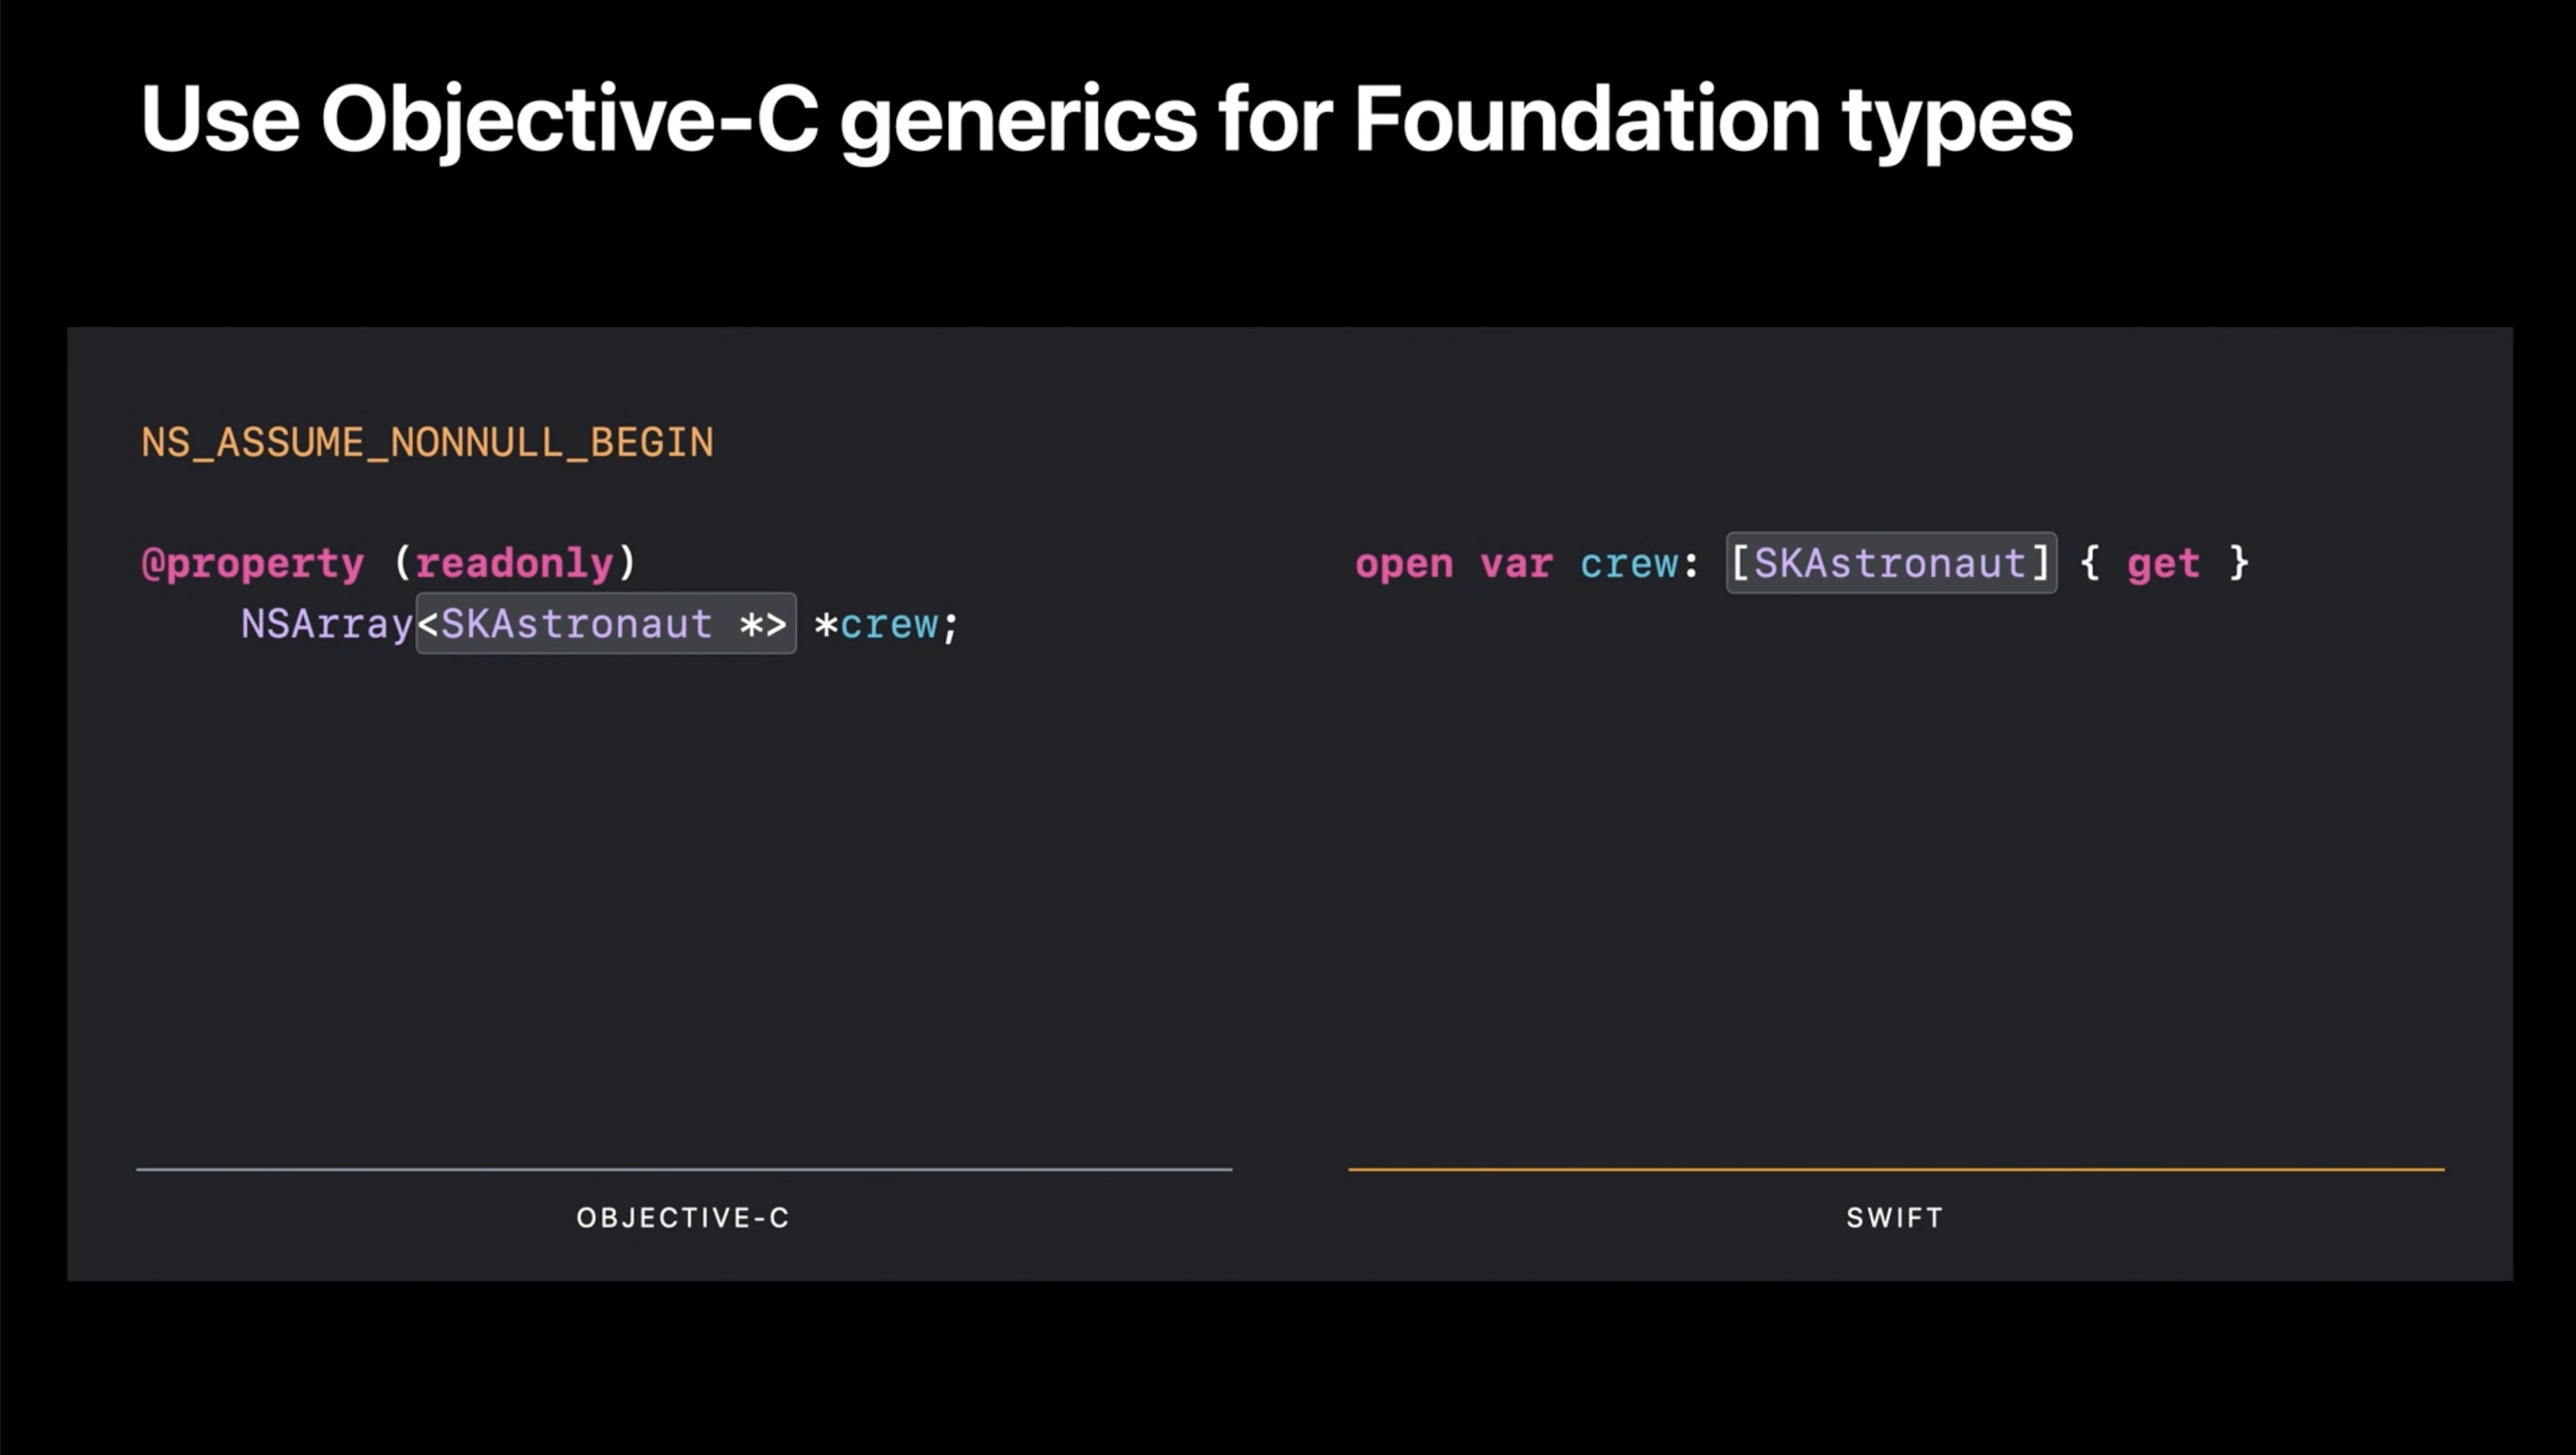 Use Objective-C generics for Foundation types
NS_ASSUME_NONNULL_BEGIN
@property (readonly)
NSArray<SKAstronaut *> *crew;
open var crew: [SKAstronaut] { get }
OBJECTIVE-C
SWIFT